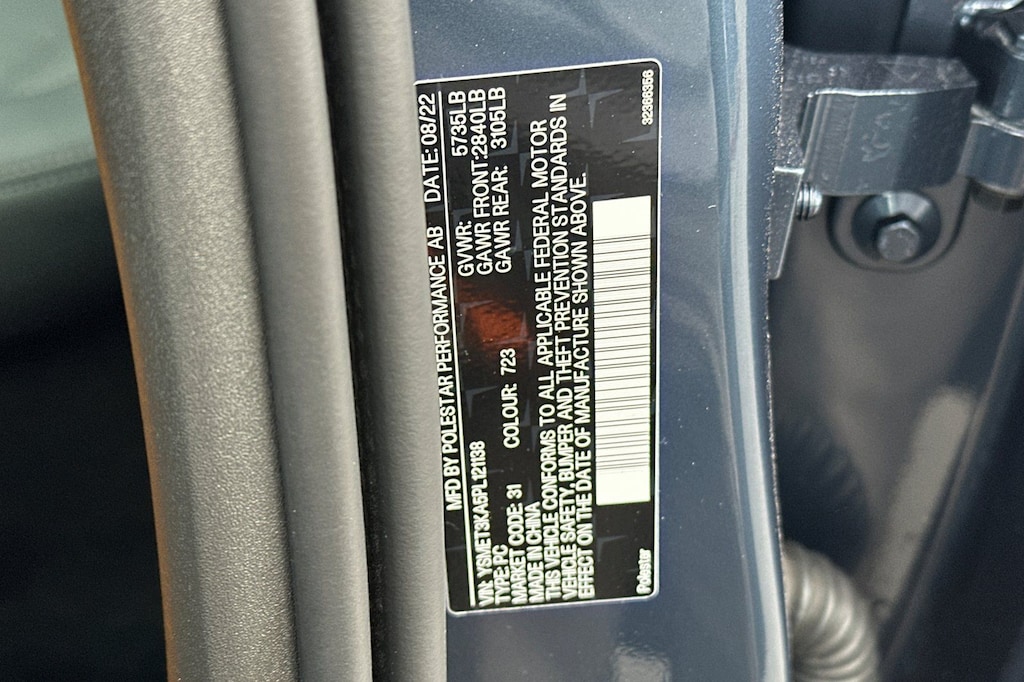 MFD BY POLESTAR PERFORMANCE AB DATE: 08/22
GVWR: 5735LB
GAWR FRONT:2840LB
GAWR REAR: 3105LB
VIN: YSMET3KA5PL121138
TYPE: PC
MARKET CODE: 31 COLOUR: 723
MADE IN CHINA
THIS VEHICLE CONFORMS TO ALL APPLICABLE FEDERAL MOTOR
VEHICLE SAFETY, BUMPER AND THEFT PREVENTION STANDARDS IN
EFFECT ON THE DATE OF MANUFACTURE SHOWN ABOVE.
Polestar 32366356